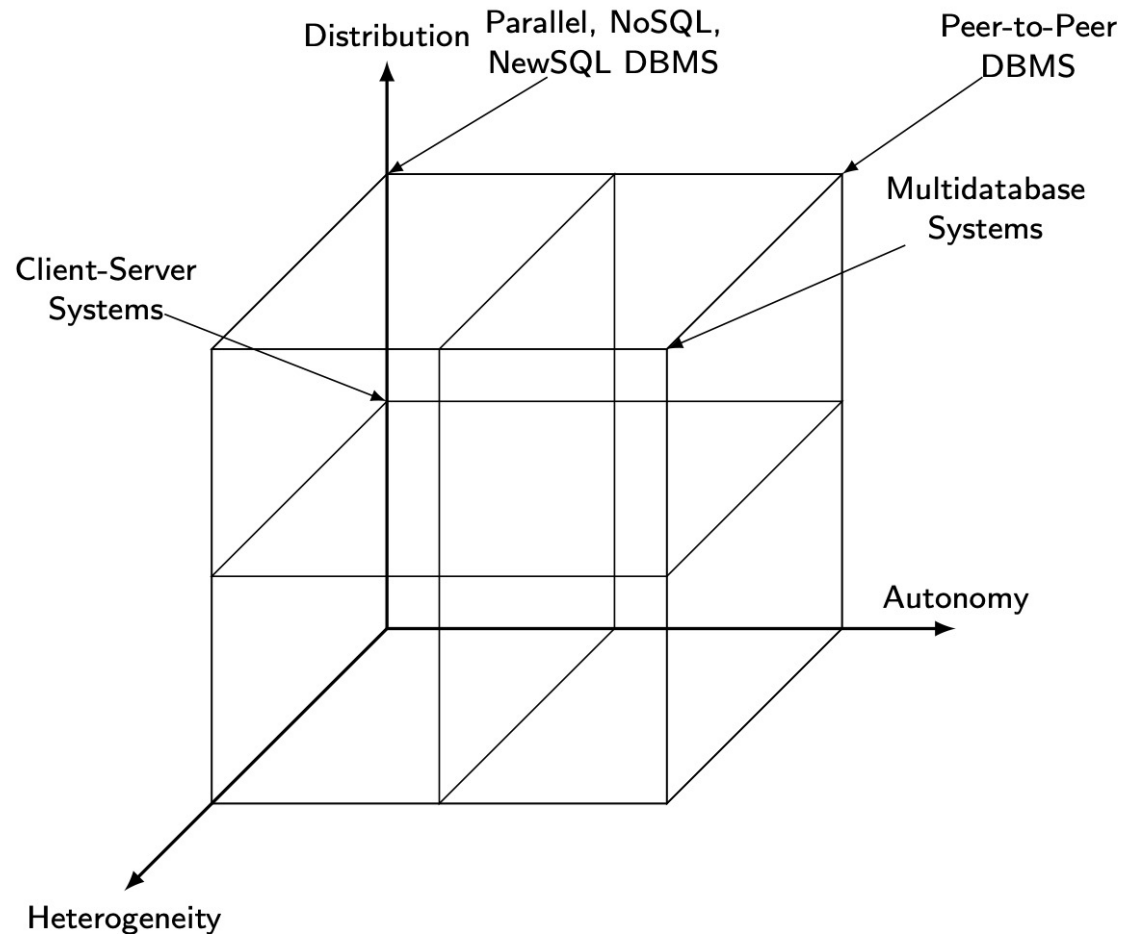 Distribution
Parallel, NoSQL,
NewSQL DBMS
Peer-to-Peer
DBMS
Multidatabase
Systems
Client-Server
Systems
Autonomy
Heterogeneity